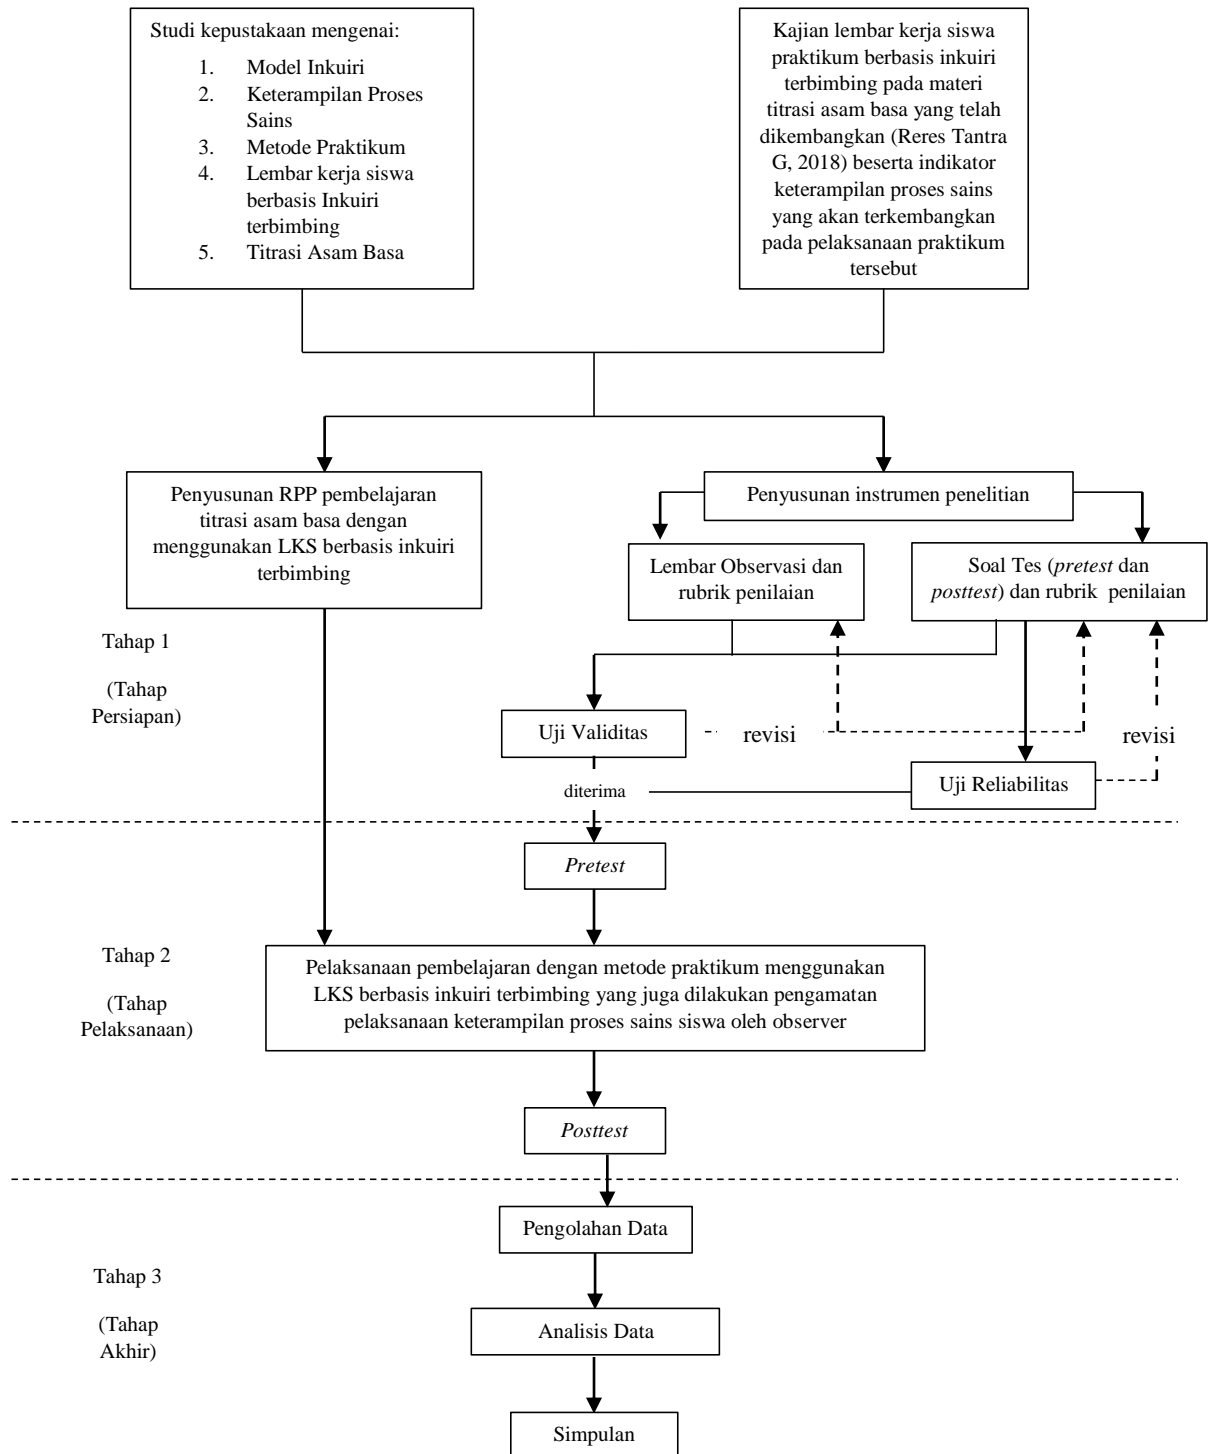 Studi kepustakaan mengenai:
1. Model Inkuiri
2. Keterampilan Proses
Sains
3. Metode Praktikum
4. Lembar kerja siswa
berbasis Inkuiri
terbimbing
5. Titrasi Asam Basa
Kajian lembar kerja siswa
praktikum berbasis inkuiri
terbimbing pada materi
titrasi asam basa yang telah
dikembangkan (Reres Tantra
G, 2018) beserta indikator
keterampilan proses sains
yang akan terkembangkan
pada pelaksanaan praktikum
tersebut
Penyusunan RPP pembelajaran
titrasi asam basa dengan
menggunakan LKS berbasis inkuiri
terbimbing
Penyusunan instrumen penelitian
Lembar Observasi dan
rubrik penilaian
Soal Tes (pretest dan
posttest) dan rubrik penilaian
Tahap 1
(Tahap
Persiapan)
Uji Validitas
revisi
revisi
Uji Reliabilitas
diterima
Pretest
Tahap 2
(Tahap
Pelaksanaan)
Pelaksanaan pembelajaran dengan metode praktikum menggunakan
LKS berbasis inkuiri terbimbing yang juga dilakukan pengamatan
pelaksanaan keterampilan proses sains siswa oleh observer
Posttest
Pengolahan Data
Tahap 3
(Tahap
Akhir)
Analisis Data
Simpulan